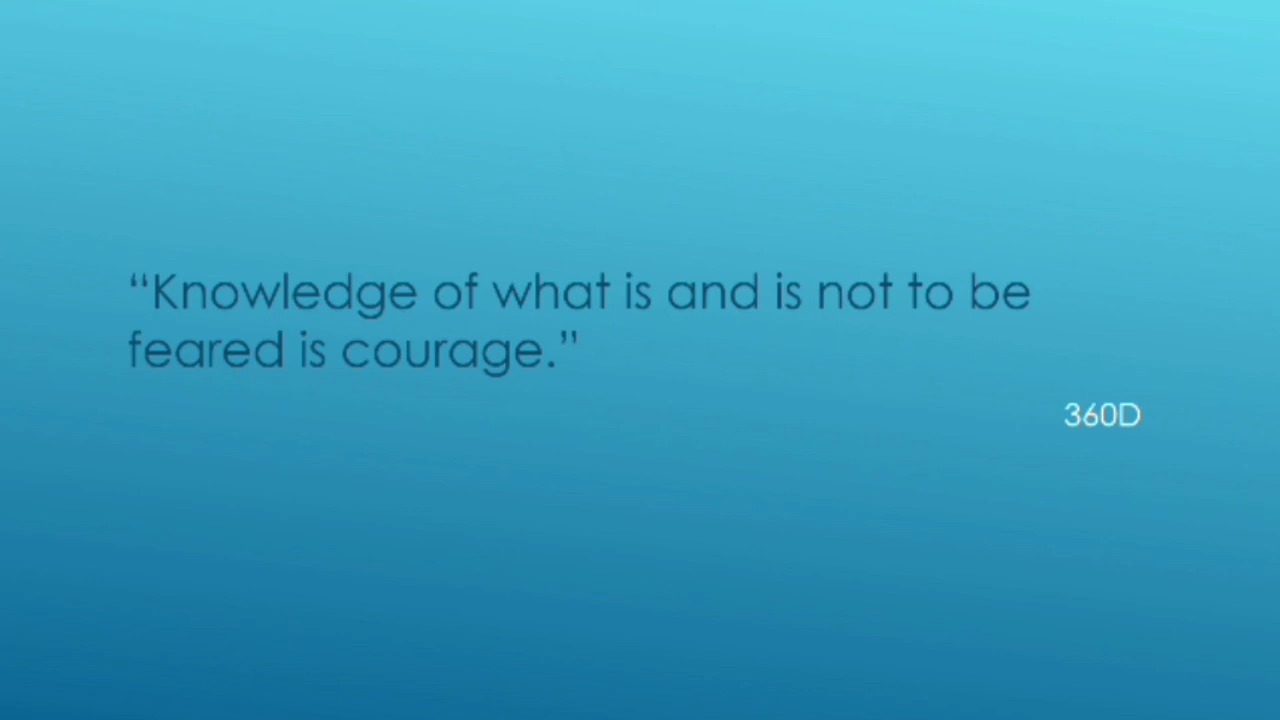 “Knowledge of what is and is not to be
feared is courage.”
360D